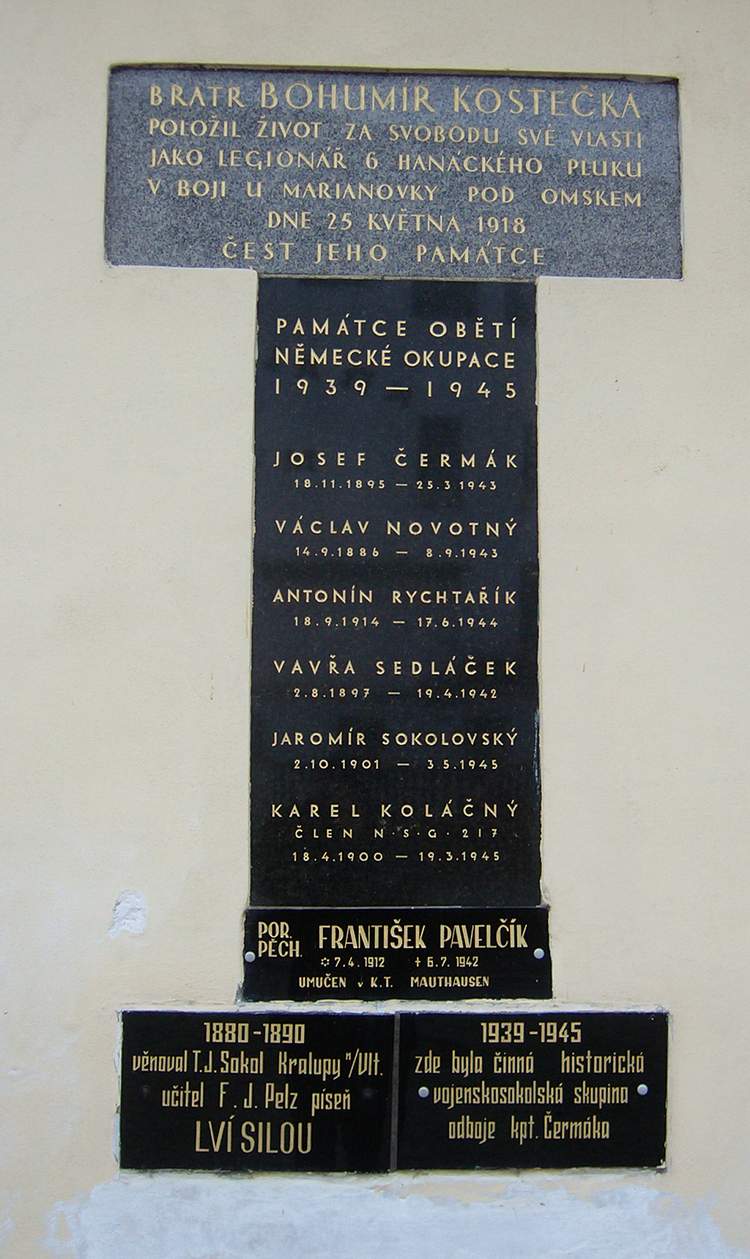 BRATR BOHUMÍR KOSTEČKA
POLOŽIL ŽIVOT ZA SVOBODU SVÉ VLASTI
JAKO LEGIONÁŘ 6 HANÁCKÉHO PLUKU
V BOJI U MARIANOVKY POD OMSKEM
DNE 25 KVĚTNA 1918
ČEST JEHO PAMÁTCE
PAMÁTCE OBĚTÍ
NĚMECKÉ OKUPACE
1939 — 1945
JOSEF ČERMÁK
18.11.1895 — 25.3.1943
VÁCLAV NOVOTNÝ
14.9.1886 — 8.9.1943
ANTONÍN RYCHTAŘÍK
18.9.1914 — 17.6.1944
VAVŘA SEDLÁČEK
2.8.1897 — 19.4.1942
JAROMÍR SOKOLOVSKÝ
2.10.1901 — 3.5.1945
KAREL KOLÁČNÝ
ČLEN N·S·G· 217
18.4.1900 — 19.3.1945
POR. PĚCH. FRANTIŠEK PAVELČÍK
☼ 7.4.1912 + 6.7.1942
UMUČEN v K.T. MAUTHAUSEN
1880-1890
věnoval T.J. Sokol Kralupy n/Vlt.
učitel F. J. Pelz píseň
LVÍ SILOU
1939-1945
zde byla činná historická
vojenskosokolská skupina
odboje kpt. Čermáka